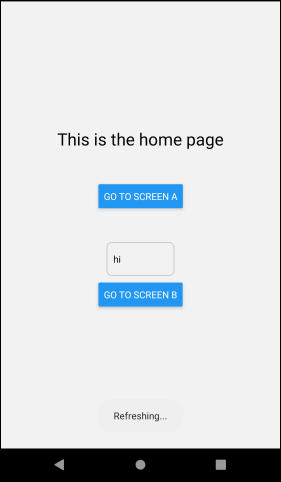 This is the home page
GO TO SCREEN A
hi
GO TO SCREEN B
Refreshing...